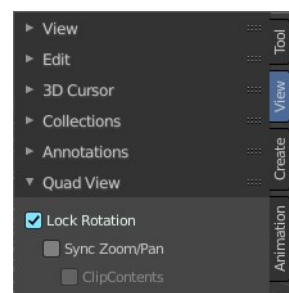 View
Edit
3D Cursor
Collections
Annotations
Quad View
Lock Rotation
Sync Zoom/Pan
ClipContents
Tool
View
Create
Animation